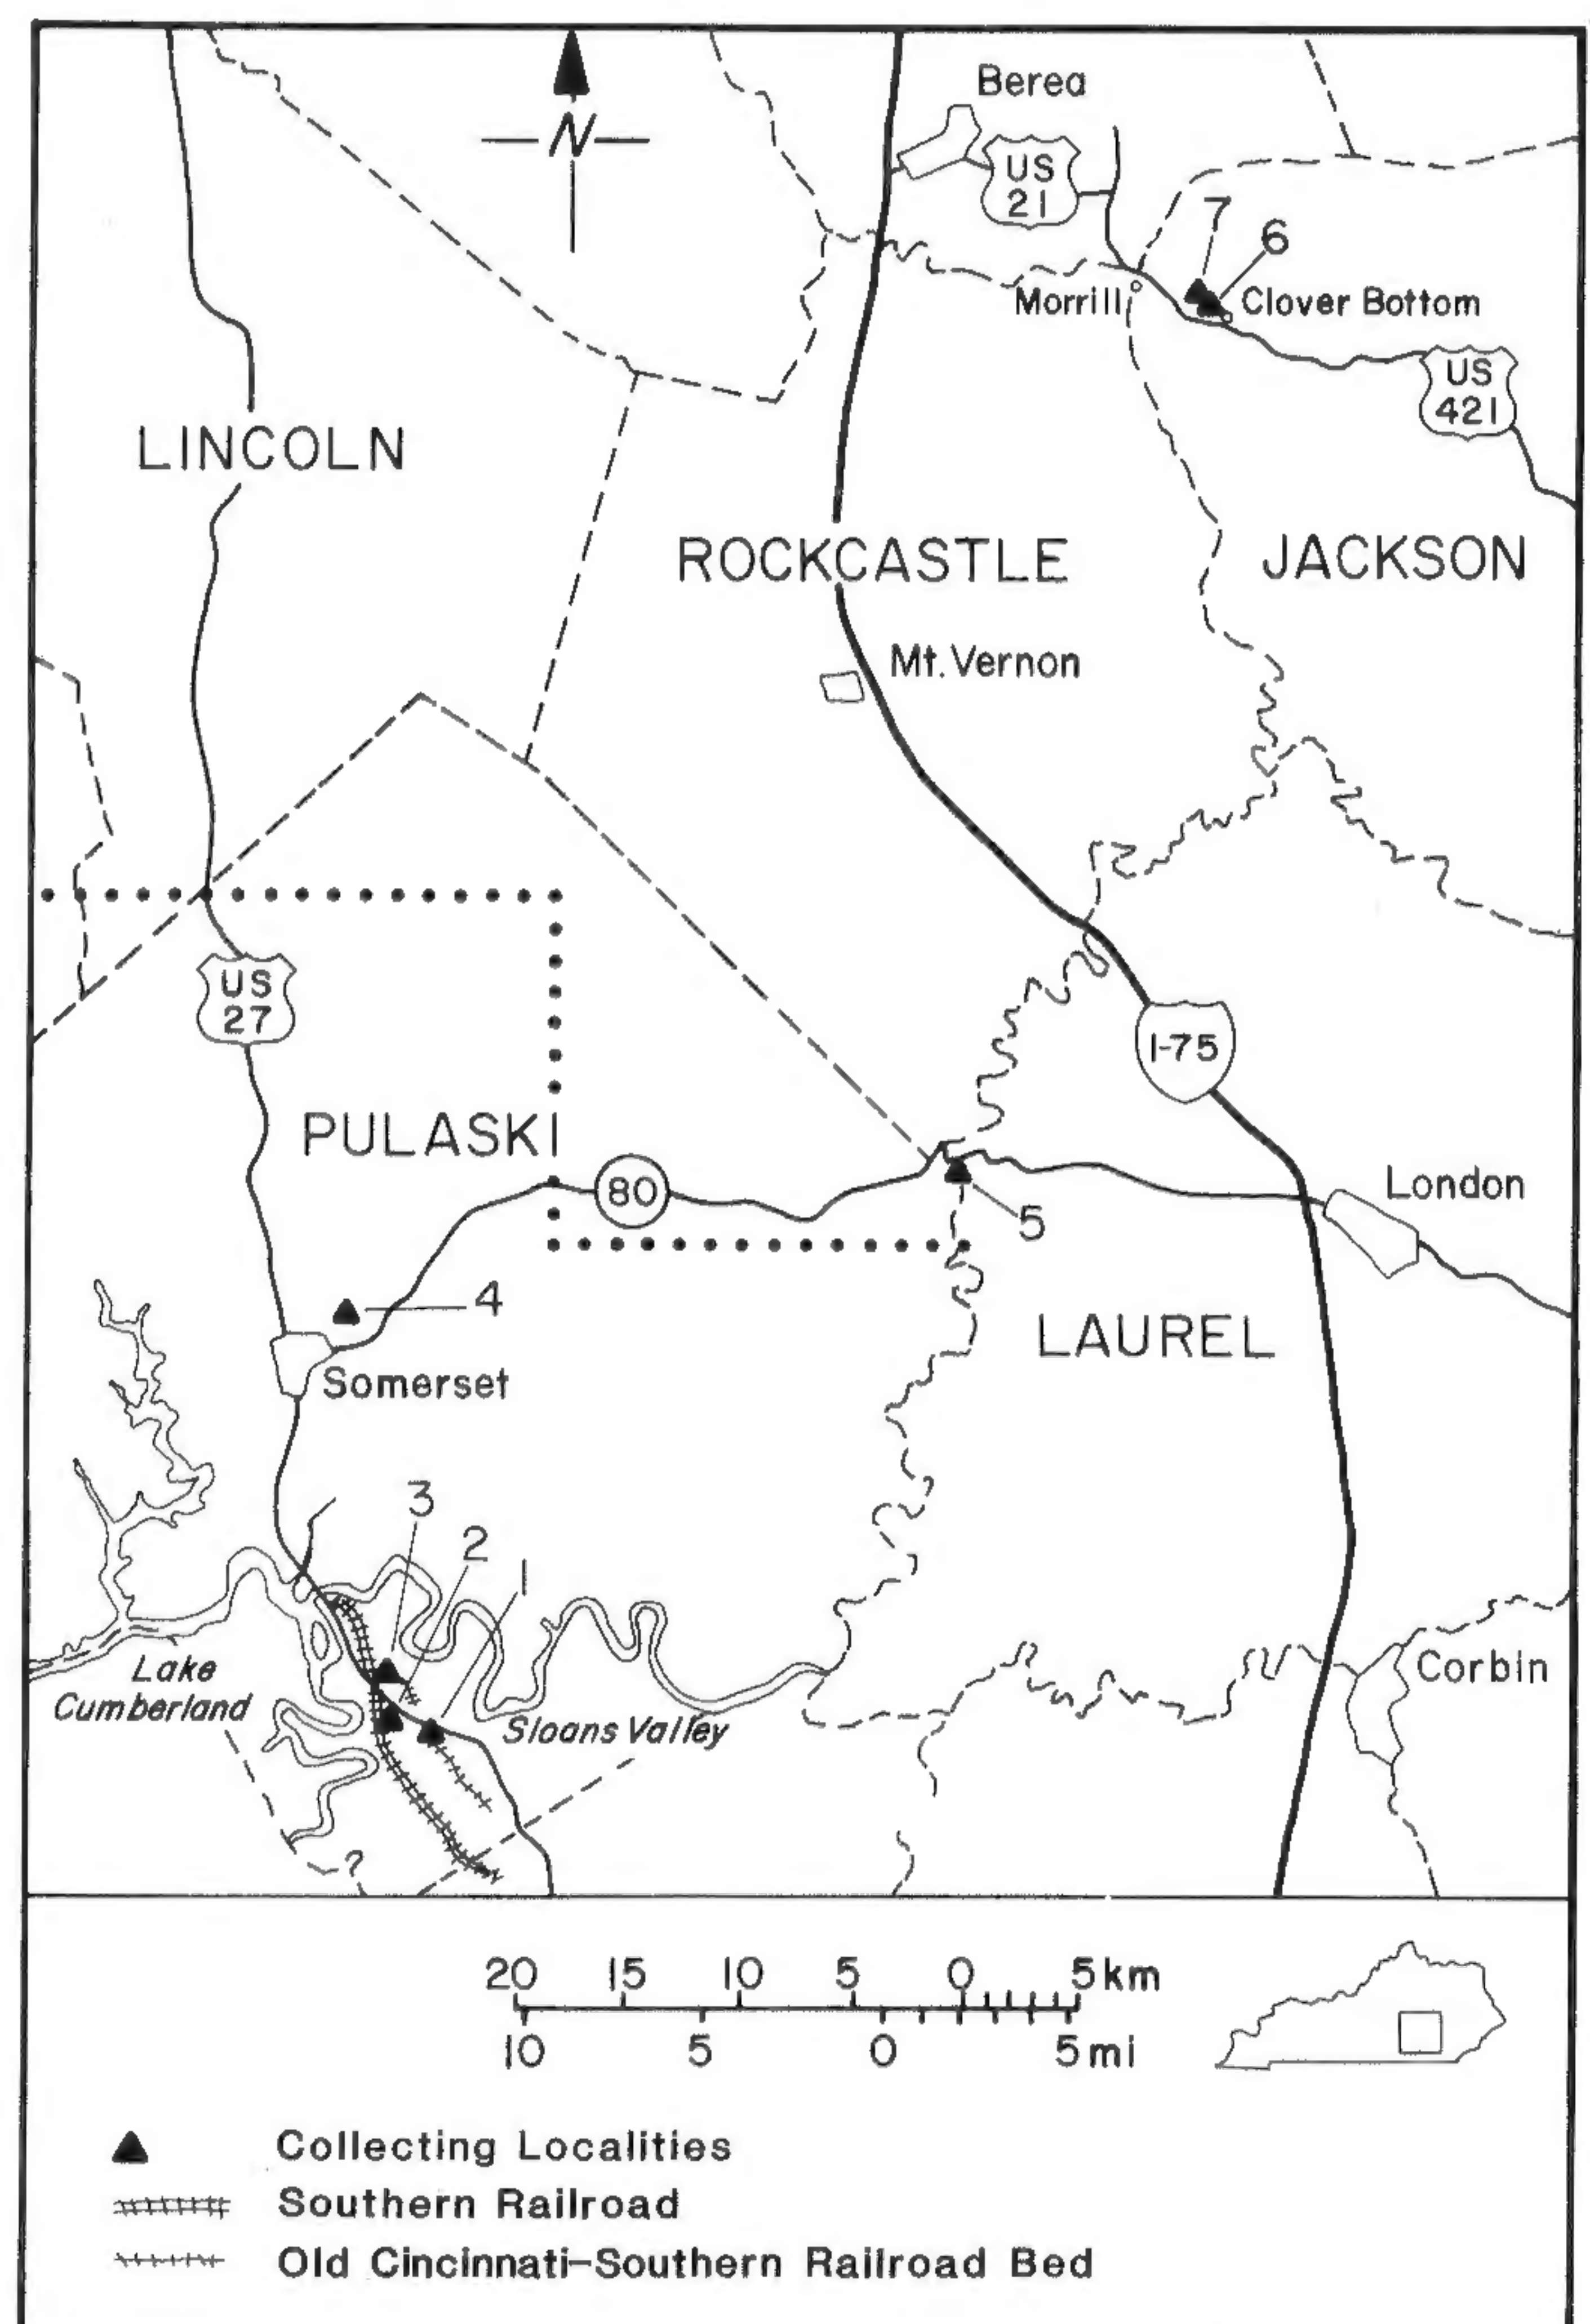 N
Berea
US
21
7
6
Morrill
Clover Bottom
US
421
LINCOLN
ROCKCASTLE
JACKSON
Mt. Vernon
US
27
I-75
PULASKI
80
London
5
4
LAUREL
Somerset
3
2
1
Lake
Cumberland
Sloans Valley
Corbin
?
20 15 10 5 0 5 km
10 5 0 5 mi
Collecting Localities
Southern Railroad
Old Cincinnati–Southern Railroad Bed